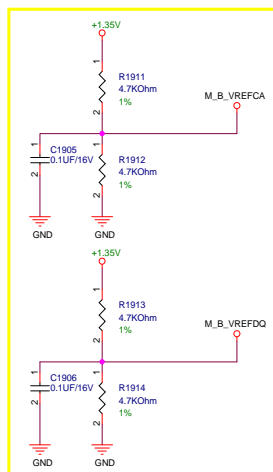 +1.35V
1
R1911
4.7KOhm
1%
2
M_B_VREFCA
1
C1905
0.1UF/16V
2
1
R1912
4.7KOhm
1%
2
GND
GND
+1.35V
1
R1913
4.7KOhm
1%
2
M_B_VREFDQ
1
C1906
0.1UF/16V
2
1
R1914
4.7KOhm
1%
2
GND
GND